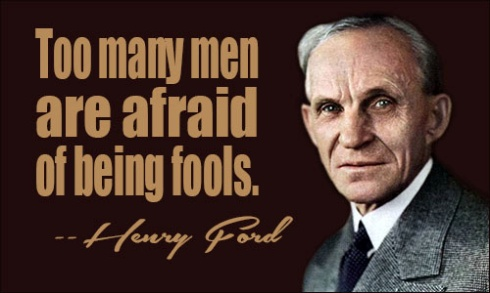 Too many men
are afraid
of being fools.
-- Henry Ford